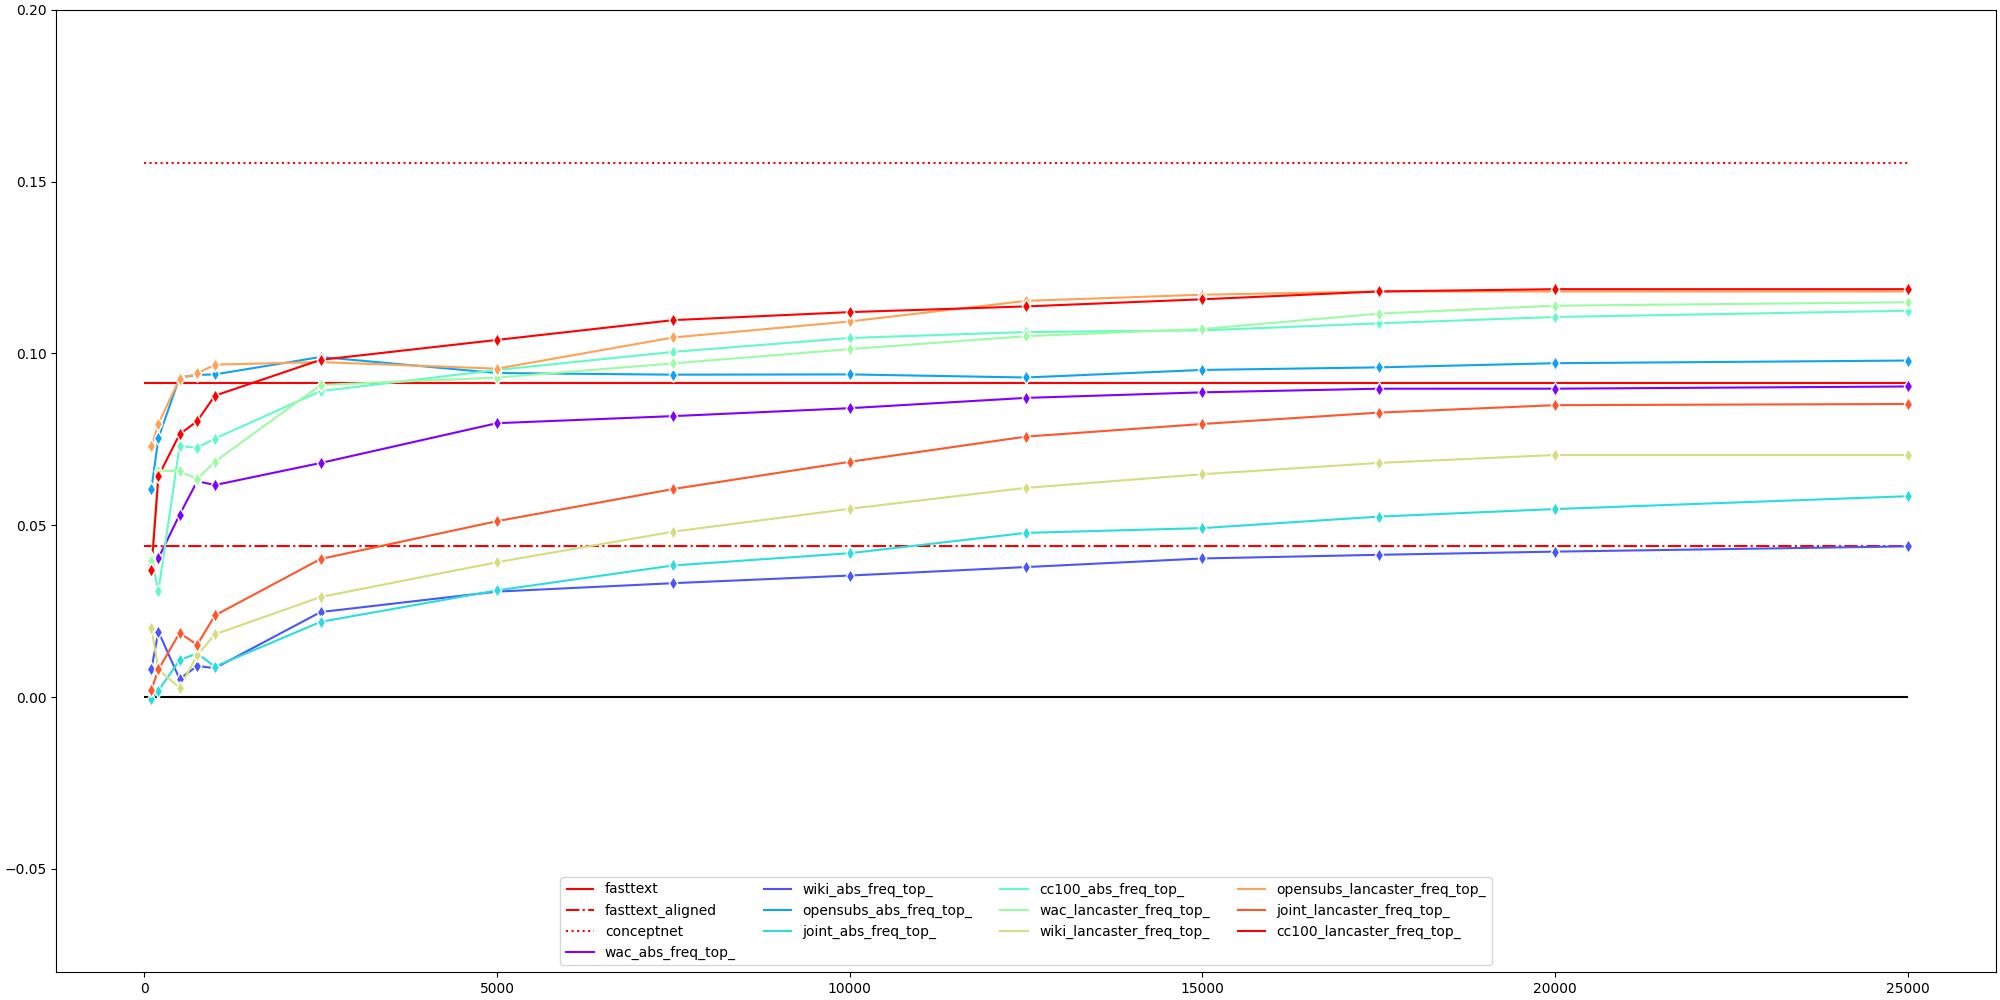 0.20
0.15
0.10
0.05
0.00
−0.05
fasttext
fasttext_aligned
conceptnet
wac_abs_freq_top_
wiki_abs_freq_top_
opensubs_abs_freq_top_
joint_abs_freq_top_
cc100_abs_freq_top_
wac_lancaster_freq_top_
wiki_lancaster_freq_top_
opensubs_lancaster_freq_top_
joint_lancaster_freq_top_
cc100_lancaster_freq_top_
0 5000 10000 15000 20000 25000